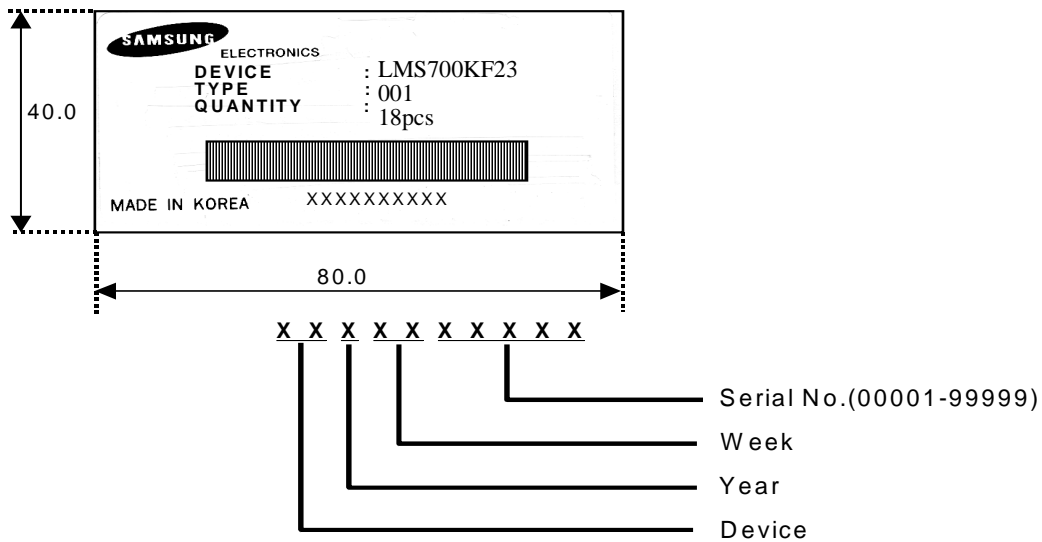 SAMSUNG
ELECTRONICS
DEVICE : LMS700KF23
TYPE : 001
QUANTITY : 18pcs
40.0
MADE IN KOREA XXXXXXXXXX
80.0
X X X X X X X X X X
Serial No.(00001-99999)
Week
Year
Device